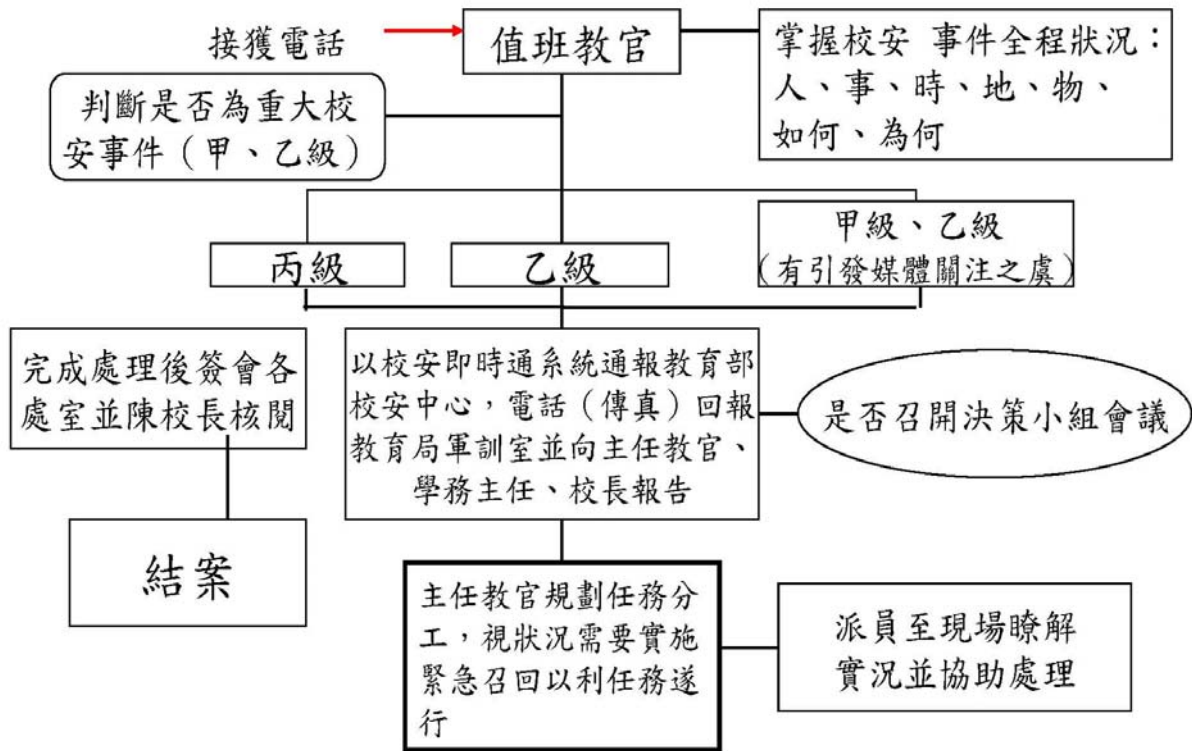 接獲電話
值班教官
掌握校安 事件全程狀況：
人、事、時、地、物、
如何、為何
判斷是否為重大校
安事件（甲、乙級）
丙級
乙級
甲級、乙級
（有引發媒體關注之虞）
完成處理後簽會各
處室並陳校長核閱
以校安即時通系統通報教育部
校安中心，電話（傳真）回報
教育局軍訓室並向主任教官、
學務主任、校長報告
是否召開決策小組會議
結案
主任教官規劃任務分
工，視狀況需要實施
緊急召回以利任務遂
行
派員至現場瞭解
實況並協助處理